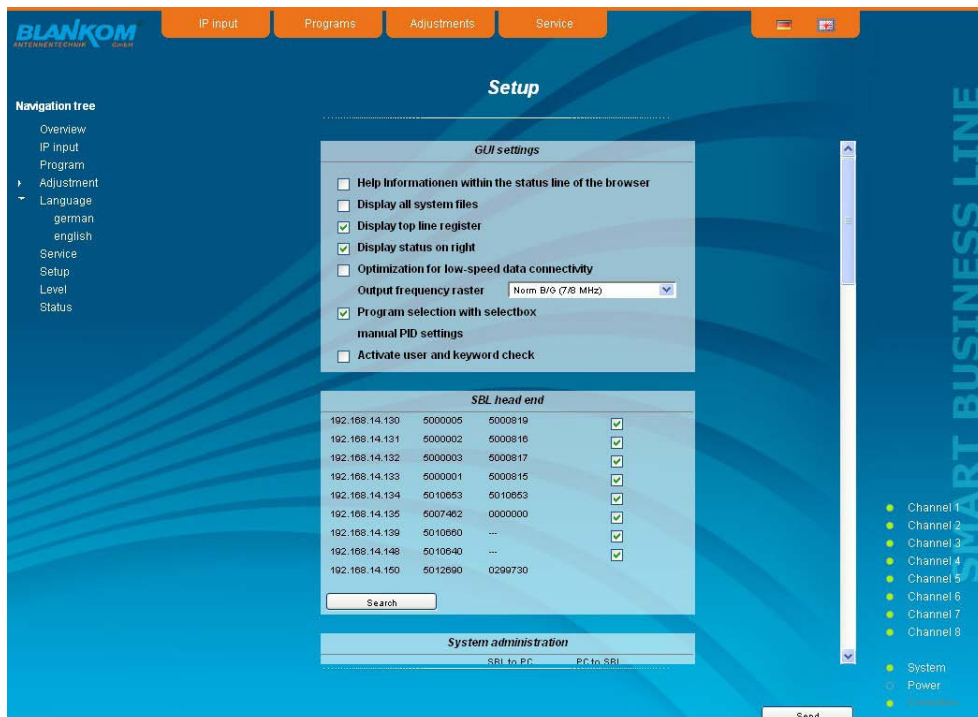 BLANKOM
ANTENNENTECHNIK GmbH
IP input Programs Adjustments Service
Setup
Navigation tree
Overview
IP input
Program
Adjustment
Language
german
english
Service
Setup
Level
Status
GUI settings
Help Informationen within the status line of the browser
Display all system files
Display top line register
Display status on right
Optimization for low-speed data connectivity
Output frequency raster Norm B/G (7/8 MHz)
Program selection with selectbox
manual PID settings
Activate user and keyword check
SBL head end
192.168.14.130 5000005 5000819
192.168.14.131 5000002 5000816
192.168.14.132 5000003 5000817
192.168.14.133 5000001 5000815
192.168.14.134 5010653 5010653
192.168.14.135 5007462 0000000
192.168.14.139 5010660 ---
192.168.14.148 5010640 ---
192.168.14.150 5012690 0299730
Search
System administration
SBL to PC PC to SBL
Send
SMART BUSINESS LINE
Channel 1
Channel 2
Channel 3
Channel 4
Channel 5
Channel 6
Channel 7
Channel 8
System
Power